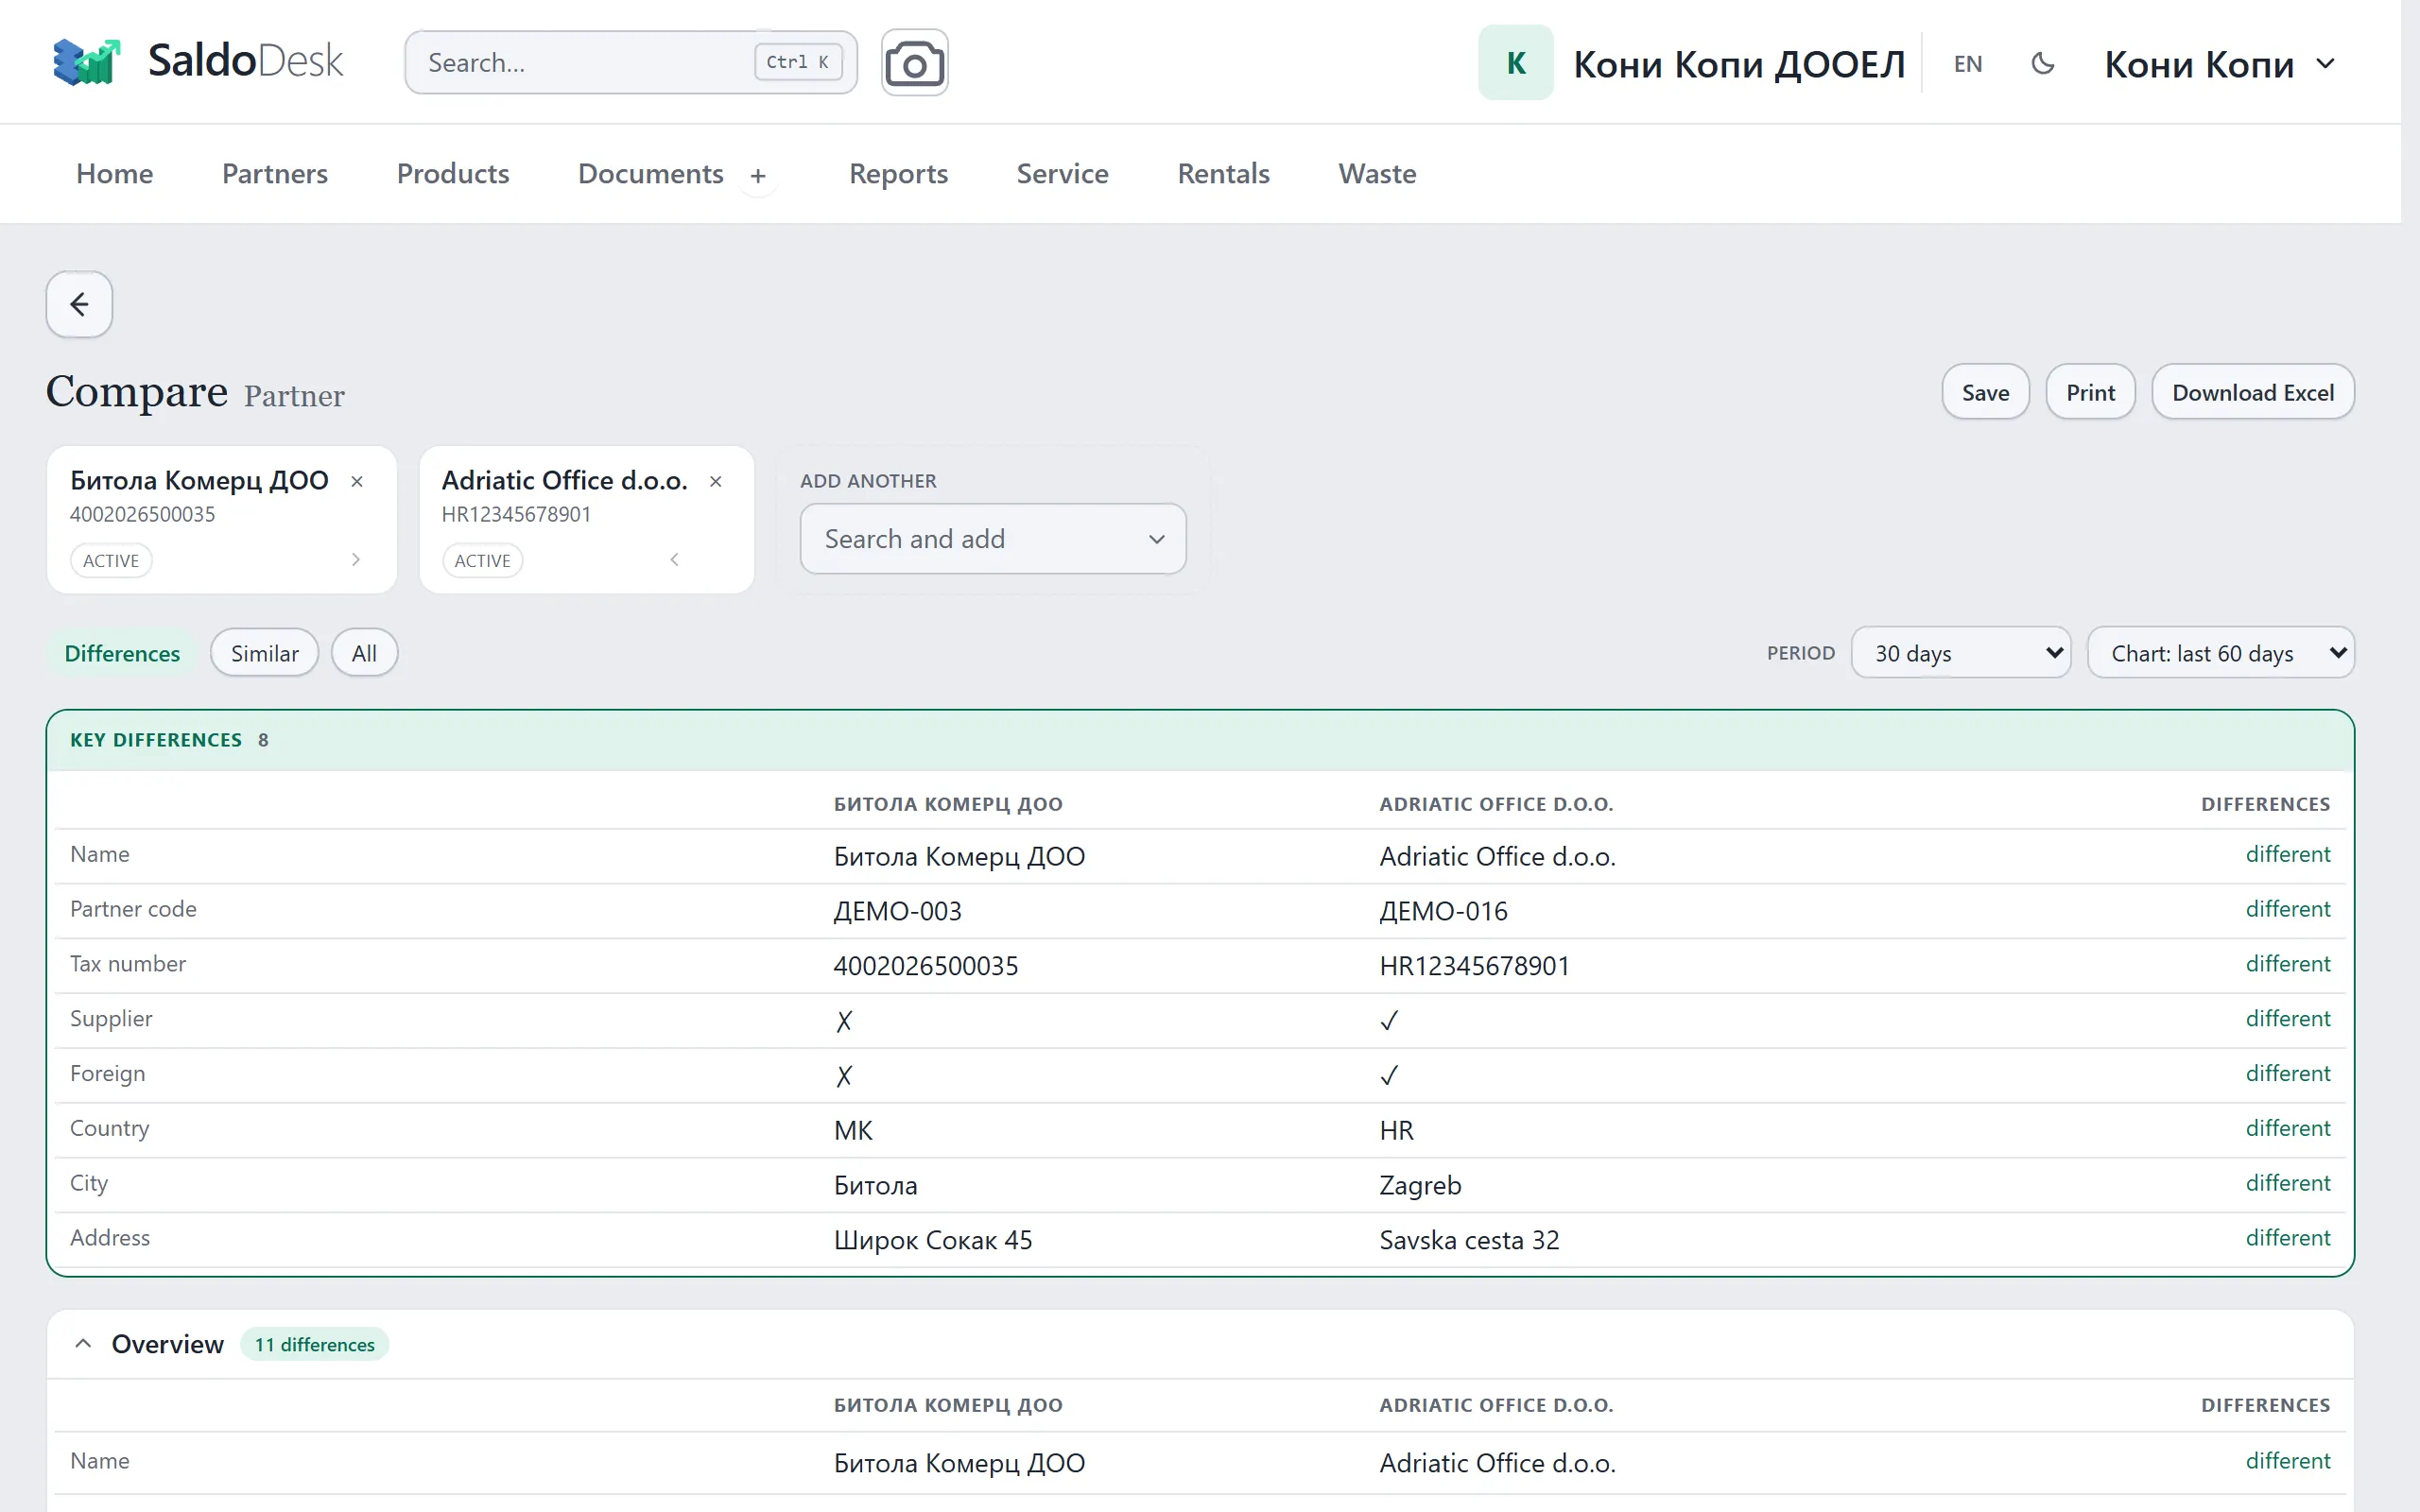 SaldoDesk Search... Ctrl K K Кони Копи ДООЕЛ EN Кони Копи
Home Partners Products Documents + Reports Service Rentals Waste
Compare Partner Save Print Download Excel
Битола Комерц ДОО × Adriatic Office d.o.o. × ADD ANOTHER
4002026500035 HR12345678901 Search and add
ACTIVE ACTIVE
Differences Similar All PERIOD 30 days Chart: last 60 days
KEY DIFFERENCES 8
БИТОЛА КОМЕРЦ ДОО ADRIATIC OFFICE D.O.O. DIFFERENCES
Name Битола Комерц ДОО Adriatic Office d.o.o. different
Partner code ДЕМО-003 ДЕМО-016 different
Tax number 4002026500035 HR12345678901 different
Supplier ✗ ✓ different
Foreign ✗ ✓ different
Country MK HR different
City Битола Zagreb different
Address Широк Сокак 45 Savska cesta 32 different
Overview 11 differences
БИТОЛА КОМЕРЦ ДОО ADRIATIC OFFICE D.O.O. DIFFERENCES
Name Битола Комерц ДОО Adriatic Office d.o.o. different